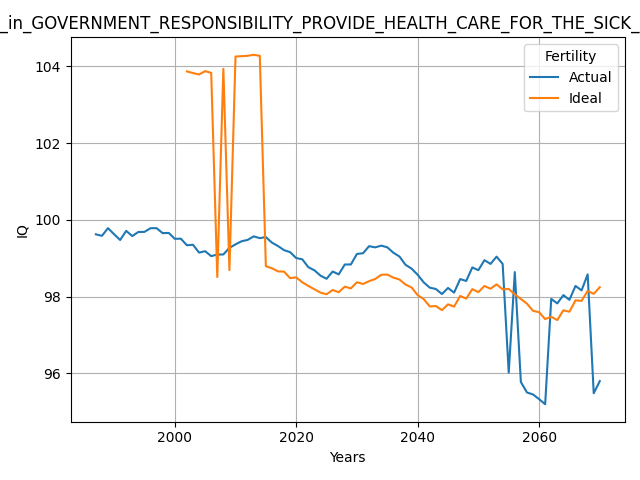 _in_GOVERNMENT_RESPONSIBILITY_PROVIDE_HEALTH_CARE_FOR_THE_SICK_
Fertility
Actual
Ideal
104
102
100
98
96
IQ
2000
2020
2040
2060
Years